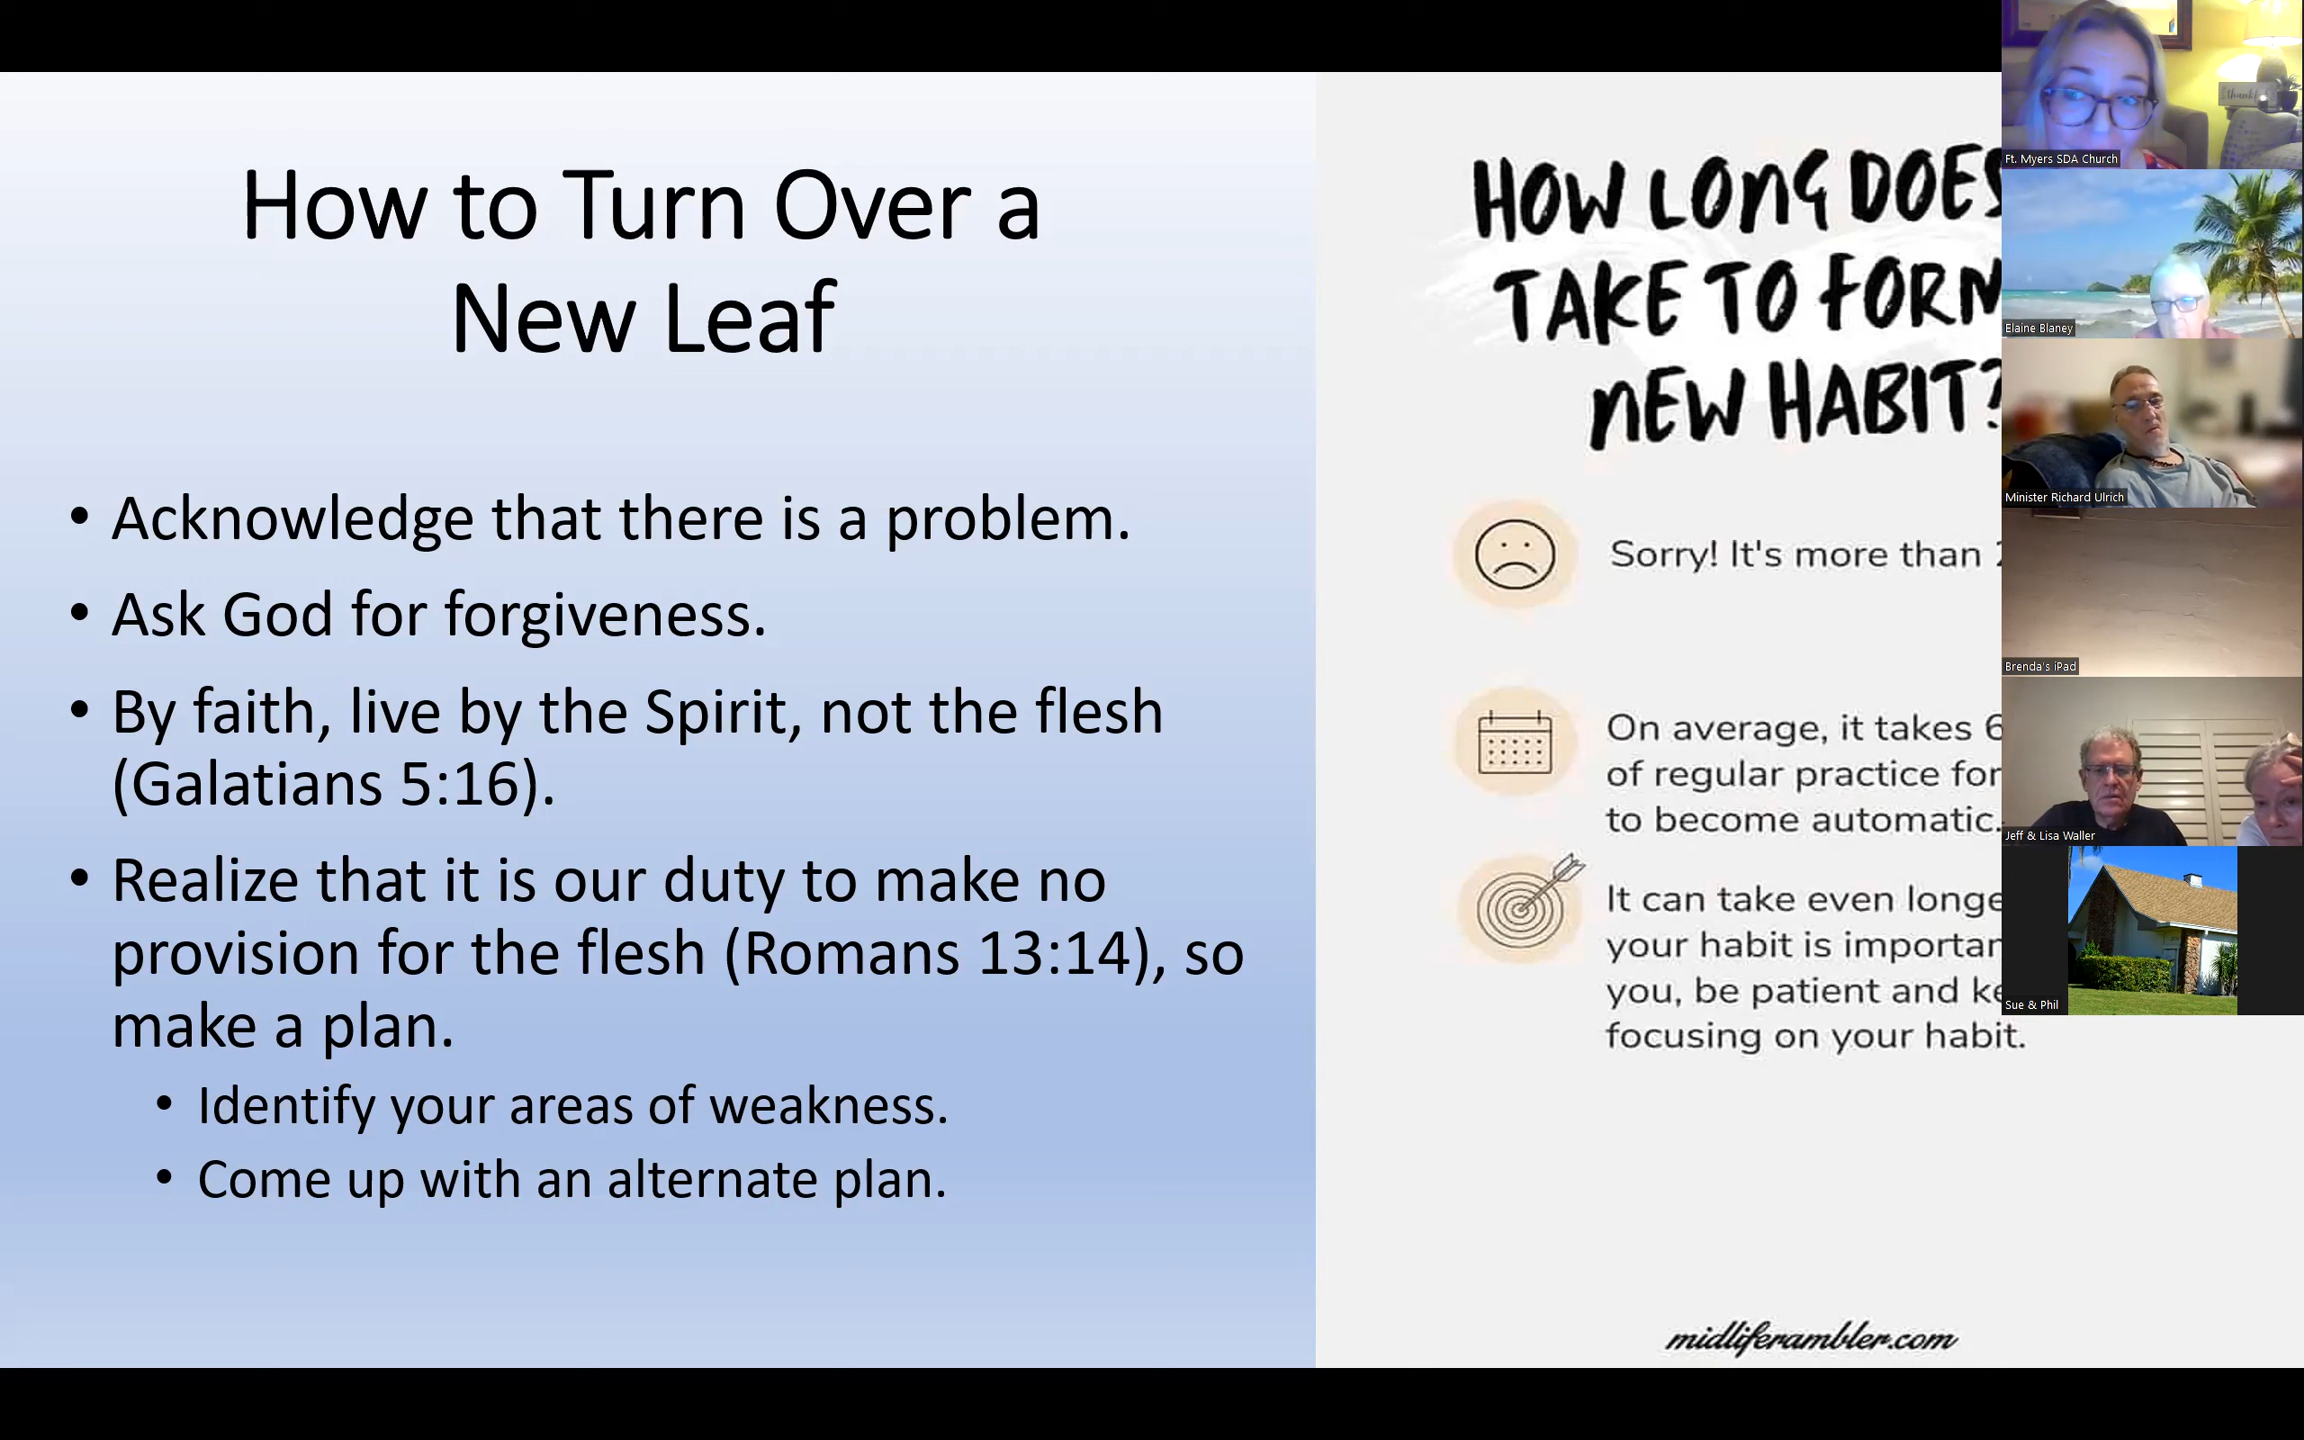 How to Turn Over a
New Leaf
• Acknowledge that there is a problem.
• Ask God for forgiveness.
• By faith, live by the Spirit, not the flesh
(Galatians 5:16).
• Realize that it is our duty to make no
provision for the flesh (Romans 13:14), so
make a plan.
• Identify your areas of weakness.
• Come up with an alternate plan.
HOW LONG DOES
TAKE TO FORM
NEW HABIT?
Sorry! It's more than
On average, it takes 6
of regular practice for
to become automatic.
It can take even longe
your habit is importan
you, be patient and ke
focusing on your habit.
midliferambler.com
Ft. Myers SDA Church
Elaine Blaney
Minister Richard Ulrich
Brenda's iPad
Jeff & Lisa Waller
Sue & Phil